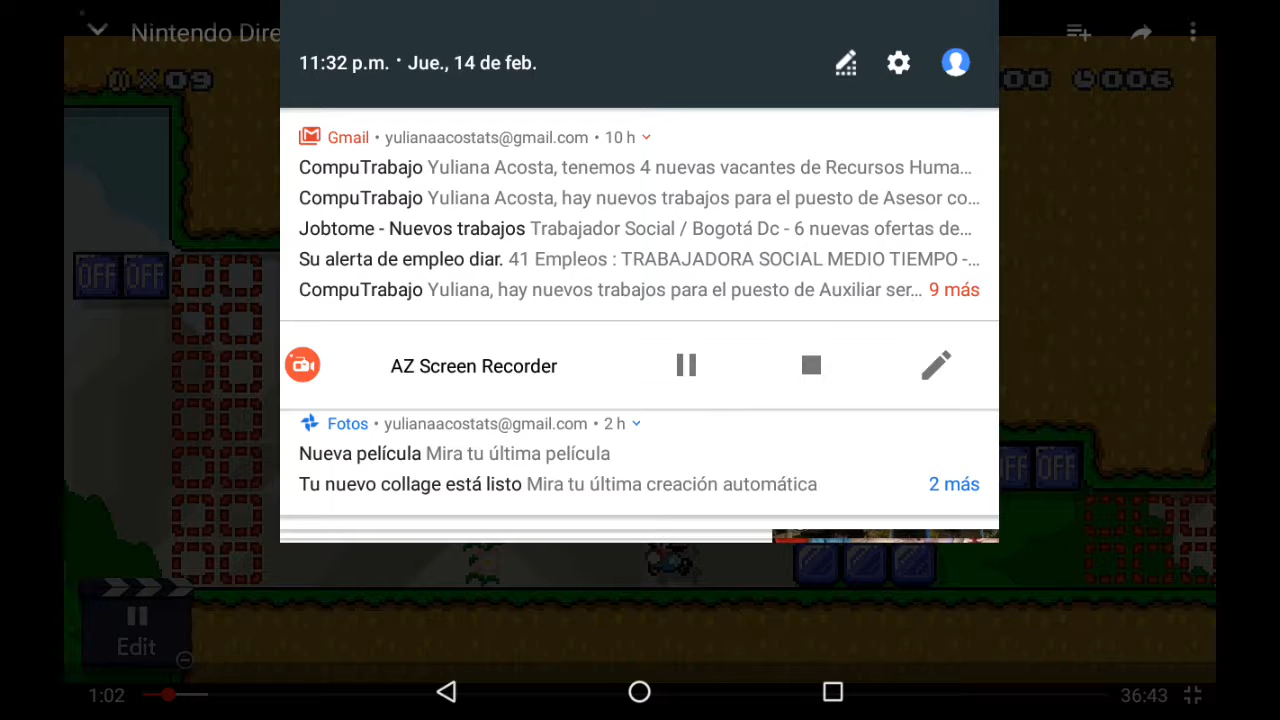 Nintendo Dire
11:32 p.m. • Jue., 14 de feb.
×09
00 006
Gmail • yulianaacostats@gmail.com • 10 h
CompuTrabajo Yuliana Acosta, tenemos 4 nuevas vacantes de Recursos Huma…
CompuTrabajo Yuliana Acosta, hay nuevos trabajos para el puesto de Asesor co…
Jobtome - Nuevos trabajos Trabajador Social / Bogotá Dc - 6 nuevas ofertas de…
Su alerta de empleo diar. 41 Empleos : TRABAJADORA SOCIAL MEDIO TIEMPO -…
CompuTrabajo Yuliana, hay nuevos trabajos para el puesto de Auxiliar ser… 9 más
OFF OFF
AZ Screen Recorder
Fotos • yulianaacostats@gmail.com • 2 h
Nueva película Mira tu última película
Tu nuevo collage está listo Mira tu última creación automática 2 más
OFF OFF
Edit
1:02 36:43